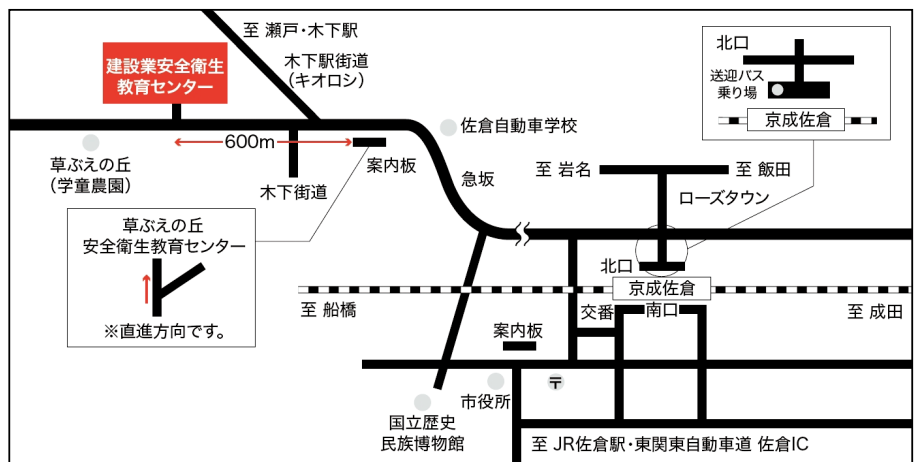 至 瀬戸・木下駅
建設業安全衛生
教育センター
木下駅街道
（キオロシ）
北口
送迎バス
乗り場
京成佐倉
600m
佐倉自動車学校
草ぶえの丘
（学童農園）
木下街道
案内板
急坂
至 岩名
至 飯田
ローズタウン
草ぶえの丘
安全衛生教育センター
※直進方向です。
北口
京成佐倉
至 船橋
交番
南口
至 成田
案内板
市役所
〒
国立歴史
民族博物館
至 JR佐倉駅・東関東自動車道 佐倉IC